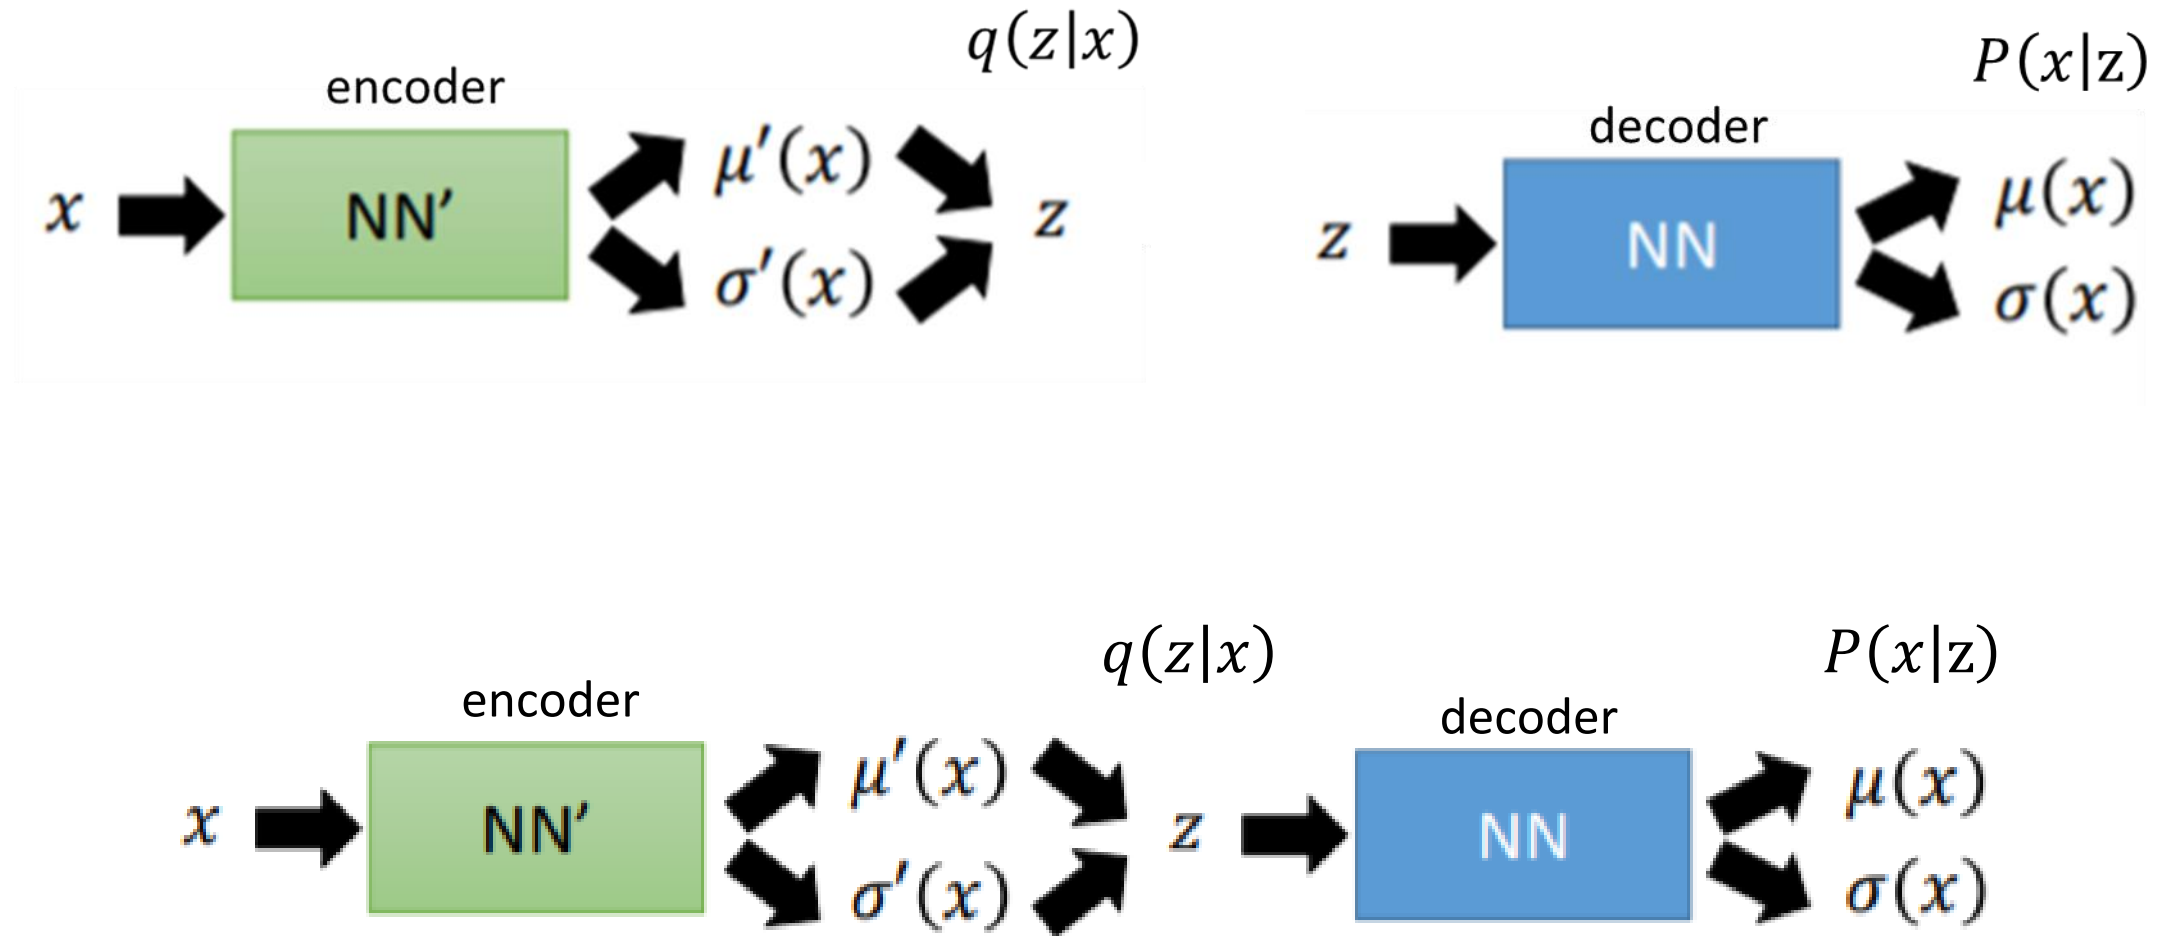 q(z|x)
encoder
x
NN′
μ′(x)
σ′(x)
z
P(x|z)
decoder
z
NN
μ(x)
σ(x)
q(z|x)
encoder
x
NN′
μ′(x)
σ′(x)
z
P(x|z)
decoder
NN
μ(x)
σ(x)